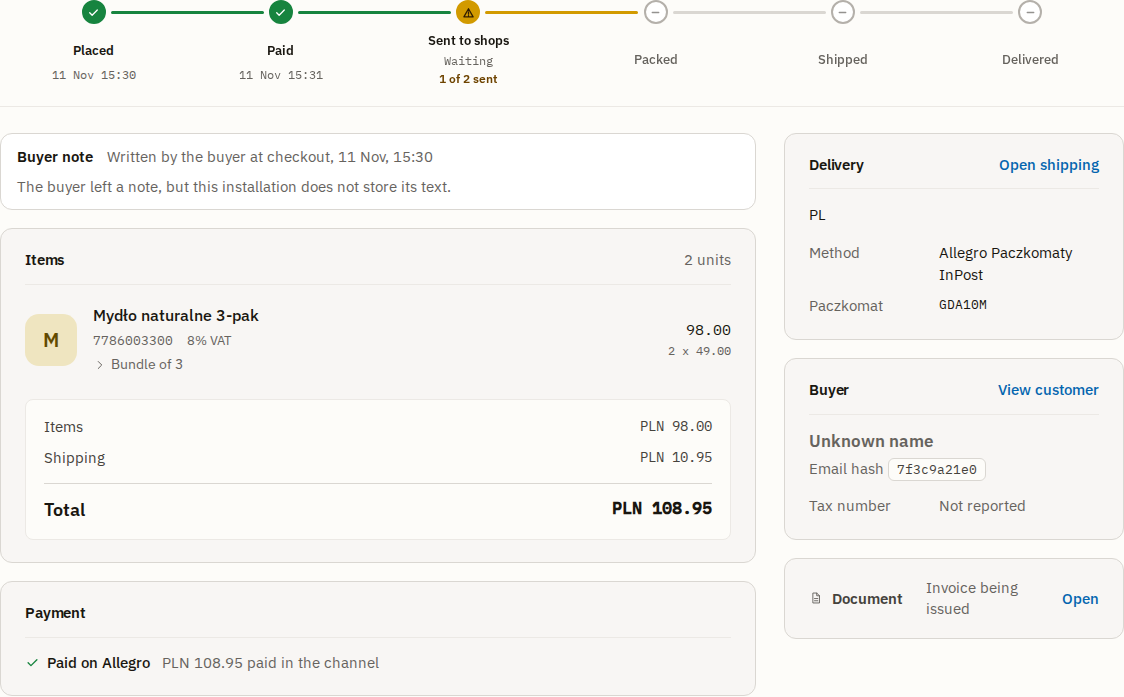 Placed
11 Nov 15:30
Paid
11 Nov 15:31
Sent to shops
Waiting
1 of 2 sent
Packed
Shipped
Delivered
Buyer note Written by the buyer at checkout, 11 Nov, 15:30
The buyer left a note, but this installation does not store its text.
Items 2 units
M
Mydło naturalne 3-pak
7786003300 8% VAT
Bundle of 3
98.00
2 x 49.00
Items PLN 98.00
Shipping PLN 10.95
Total PLN 108.95
Payment
Paid on Allegro PLN 108.95 paid in the channel
Delivery Open shipping
PL
Method Allegro Paczkomaty
InPost
Paczkomat GDA10M
Buyer View customer
Unknown name
Email hash 7f3c9a21e0
Tax number Not reported
Document Invoice being
issued
Open